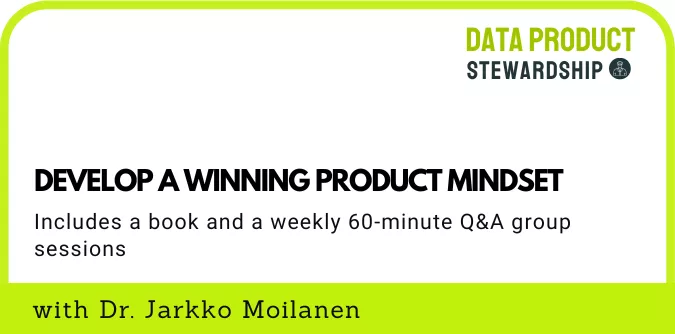 DATA PRODUCT
STEWARDSHIP
DEVELOP A WINNING PRODUCT MINDSET
Includes a book and a weekly 60-minute Q&A group
sessions
with Dr. Jarkko Moilanen